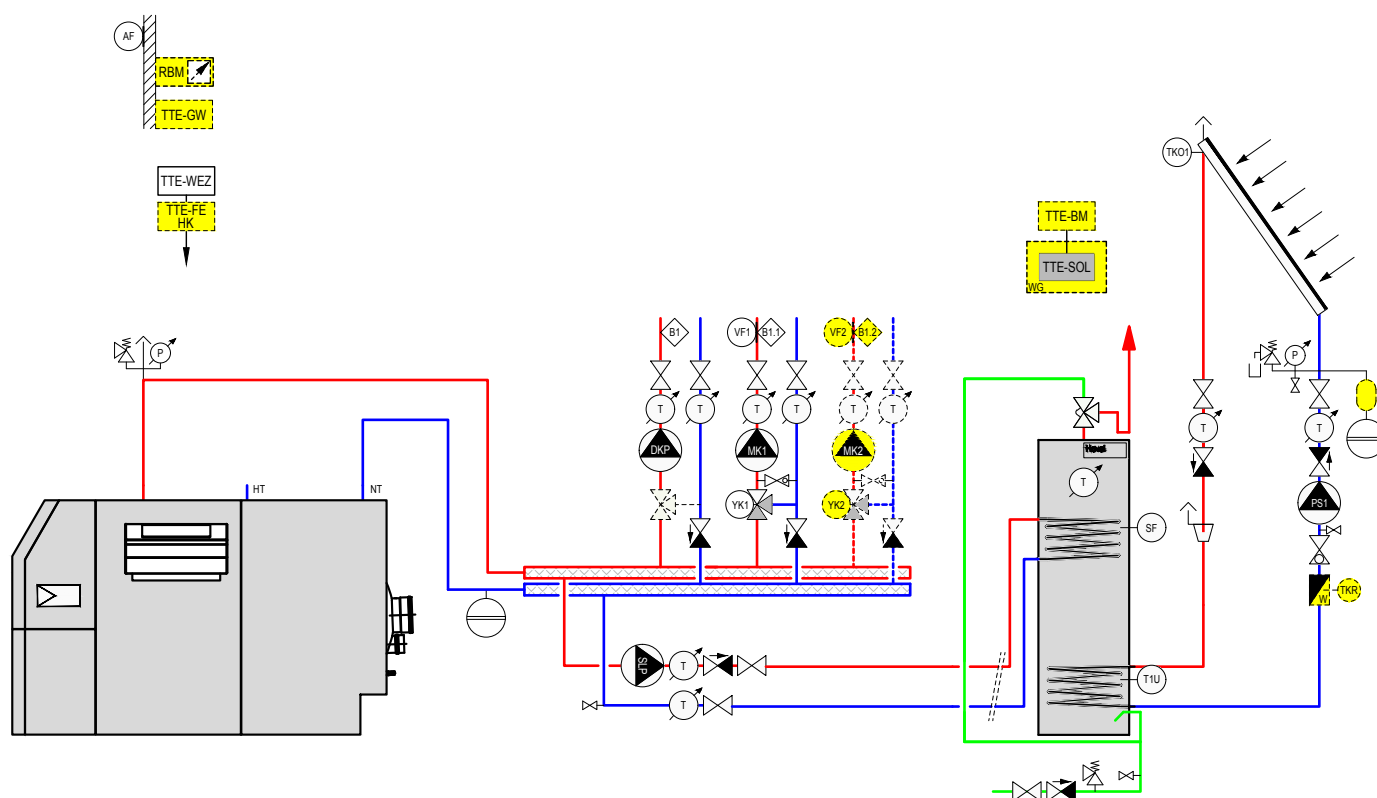 AF
RBM
TTE-GW
TTE-WEZ
TTE-FE
HK
TKO1
TTE-BM
TTE-SOL
WG
P
B1
VF1
B1.1
VF2
B1.2
P
T
T
T
T
T
T
T
T
DKP
MK1
MK2
T
HT
NT
YK1
YK2
PS1
SF
W
TKR
SLP
T
T1U
T